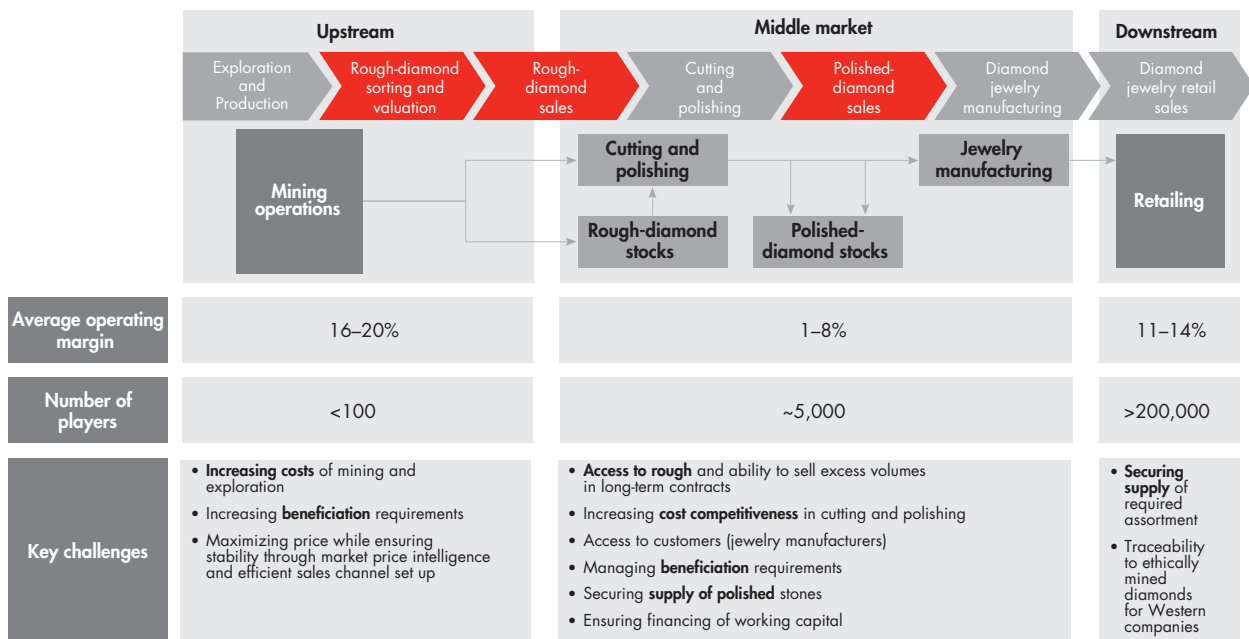 Upstream
Middle market
Downstream
Exploration
and
Production
Rough-diamond
sorting and
valuation
Rough-
diamond
sales
Cutting
and
polishing
Polished-
diamond
sales
Diamond
jewelry
manufacturing
Diamond
jewelry retail
sales
Mining
operations
Cutting and
polishing
Rough-diamond
stocks
Polished-
diamond stocks
Jewelry
manufacturing
Retailing
Average operating
margin
16–20%
1–8%
11–14%
Number of
players
<100
~5,000
>200,000
Key challenges
• Increasing costs of mining and
exploration
• Increasing beneficiation requirements
• Maximizing price while ensuring
stability through market price intelligence
and efficient sales channel set up
• Access to rough and ability to sell excess volumes
in long-term contracts
• Increasing cost competitiveness in cutting and polishing
• Access to customers (jewelry manufacturers)
• Managing beneficiation requirements
• Securing supply of polished stones
• Ensuring financing of working capital
• Securing
supply of
required
assortment
• Traceability
to ethically
mined
diamonds
for Western
companies